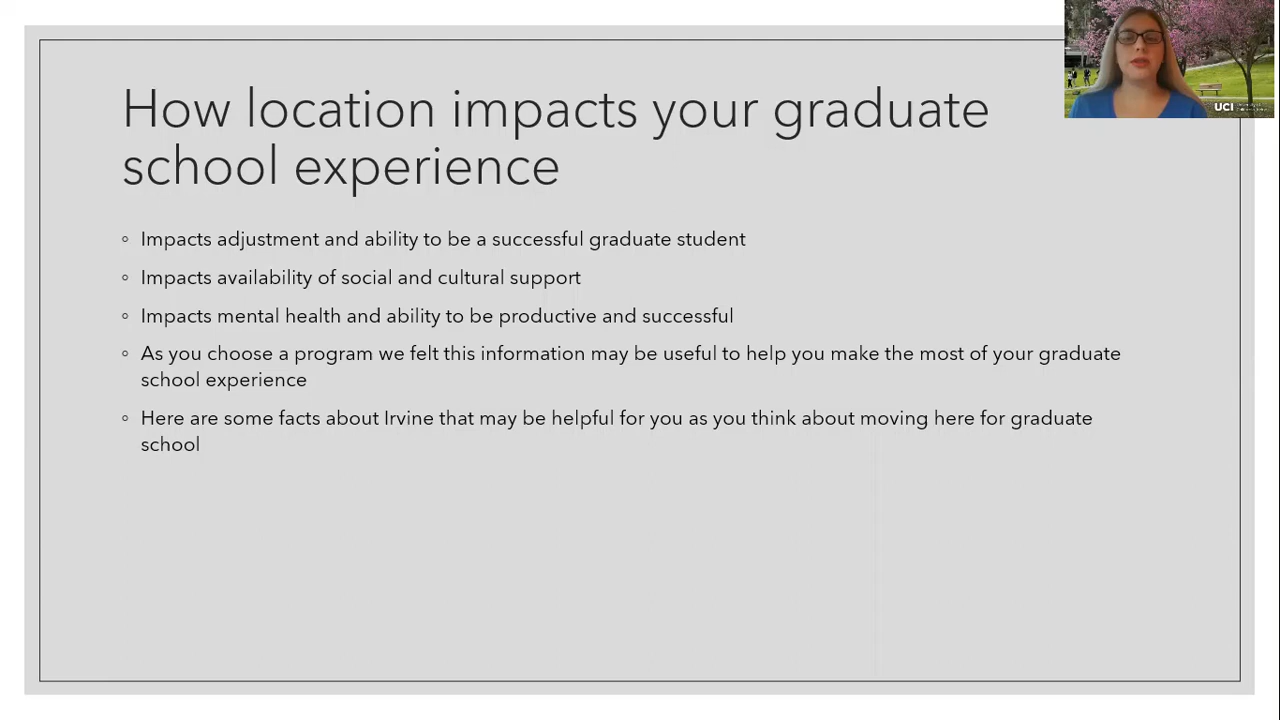 How location impacts your graduate
school experience
Impacts adjustment and ability to be a successful graduate student
Impacts availability of social and cultural support
Impacts mental health and ability to be productive and successful
As you choose a program we felt this information may be useful to help you make the most of your graduate
school experience
Here are some facts about Irvine that may be helpful for you as you think about moving here for graduate
school
UCI